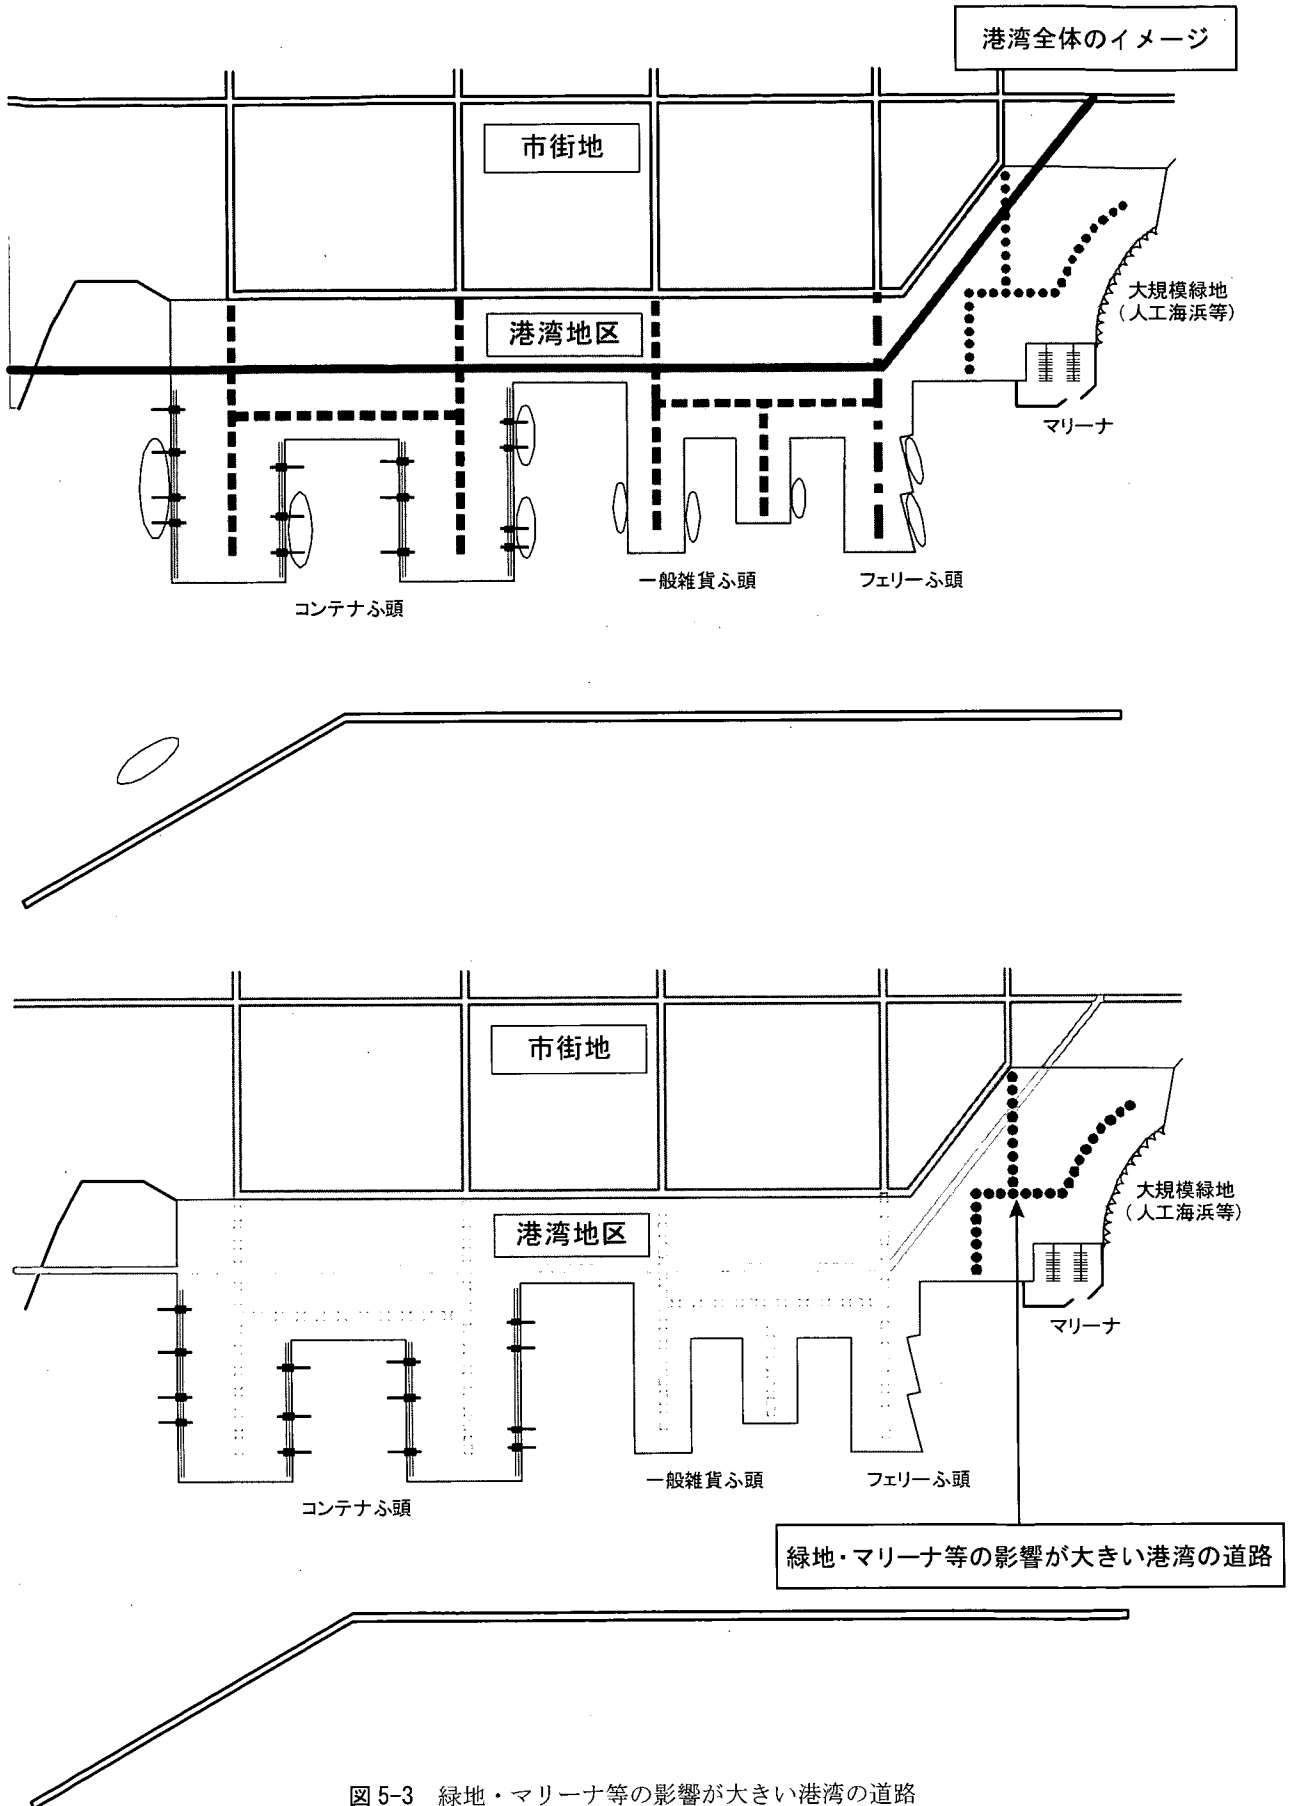 港湾全体のイメージ
市街地
港湾地区
大規模緑地
（人工海浜等）
マリーナ
一般雑貨ふ頭
フェリーふ頭
コンテナふ頭
市街地
港湾地区
大規模緑地
（人工海浜等）
マリーナ
一般雑貨ふ頭
フェリーふ頭
コンテナふ頭
緑地・マリーナ等の影響が大きい港湾の道路
図5-3 緑地・マリーナ等の影響が大きい港湾の道路